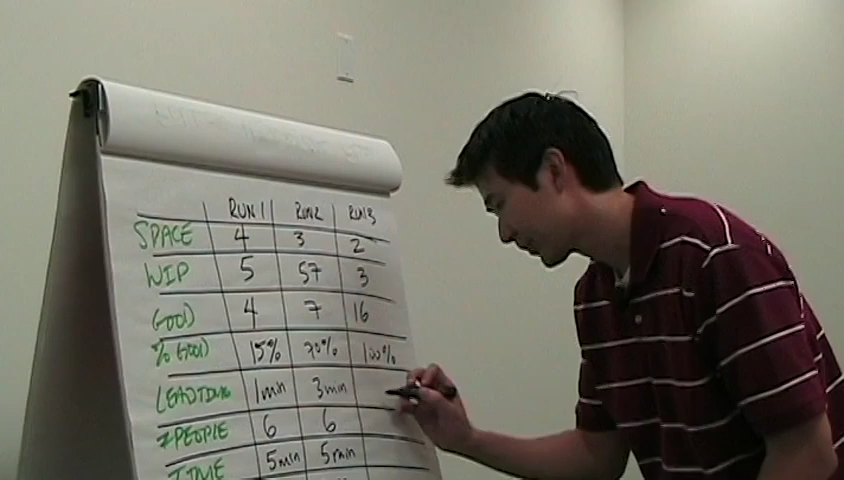 RUN 1 RUN 2 RUN 3
SPACE 4 3 2
WIP 5 57 3
GOOD 4 7 16
% GOOD 15% 70% 100%
LEADTIME 1min 3min
# PEOPLE 6 6
TIME 5min 5min